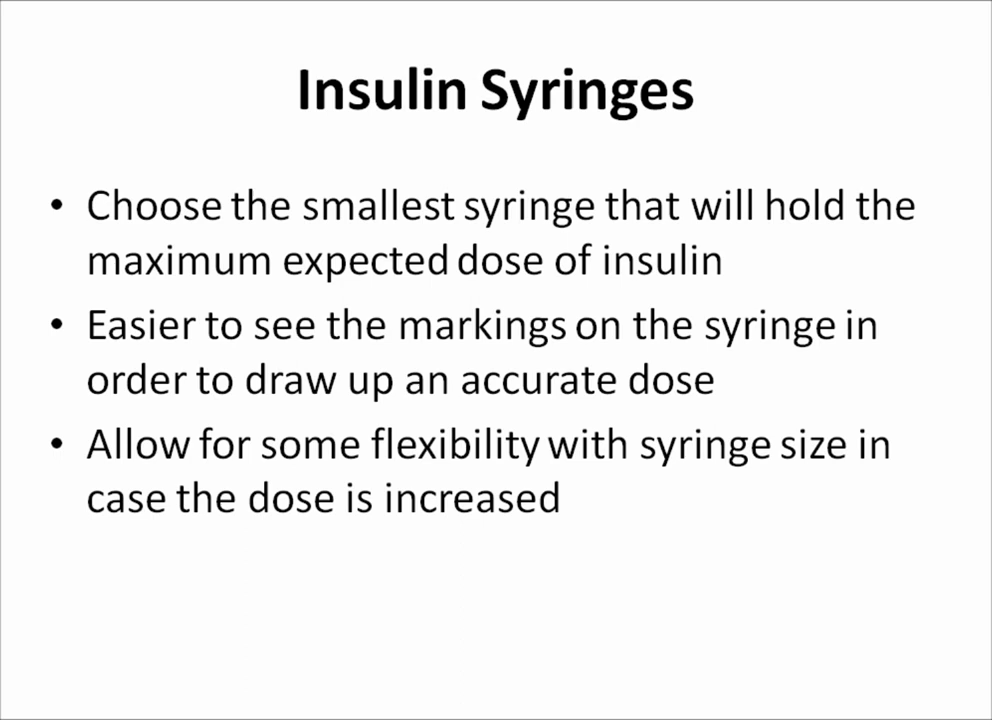 Insulin Syringes
• Choose the smallest syringe that will hold the
maximum expected dose of insulin
• Easier to see the markings on the syringe in
order to draw up an accurate dose
• Allow for some flexibility with syringe size in
case the dose is increased